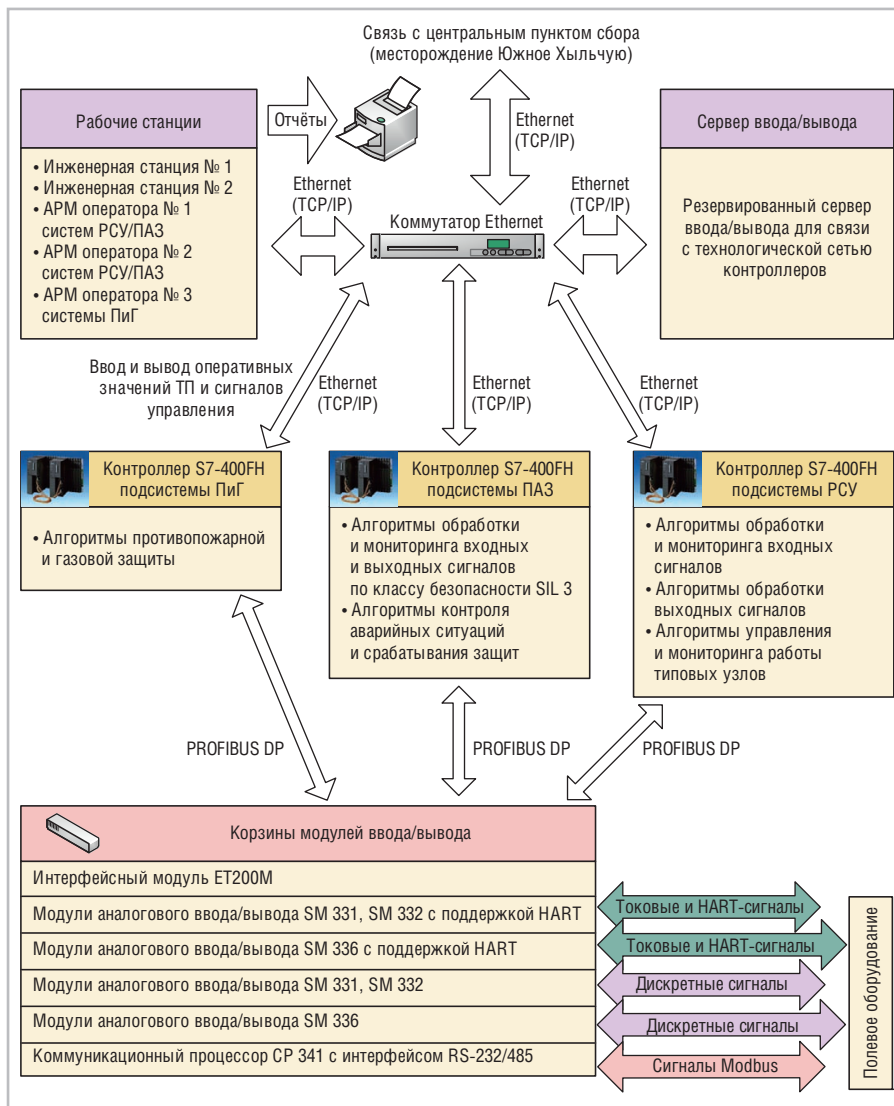 Связь с центральным пунктом сбора
(месторождение Южное Хыльчую)
Рабочие станции
• Инженерная станция № 1
• Инженерная станция № 2
• АРМ оператора № 1
систем РСУ/ПАЗ
• АРМ оператора № 2
систем РСУ/ПАЗ
• АРМ оператора № 3
системы ПиГ
Отчёты
Ethernet
(TCP/IP)
Сервер ввода/вывода
Резервированный сервер
ввода/вывода для связи
с технологической сетью
контроллеров
Ethernet
(TCP/IP)
Коммутатор Ethernet
Ethernet
(TCP/IP)
Ввод и вывод оперативных
значений ТП и сигналов
управления
Ethernet
(TCP/IP)
Ethernet
(TCP/IP)
Ethernet
(TCP/IP)
Контроллер S7-400FH
подсистемы ПиГ
• Алгоритмы противопожарной
и газовой защиты
Контроллер S7-400FH
подсистемы ПАЗ
• Алгоритмы обработки
и мониторинга входных
и выходных сигналов
по классу безопасности SIL 3
• Алгоритмы контроля
аварийных ситуаций
и срабатывания защит
Контроллер S7-400FH
подсистемы РСУ
• Алгоритмы обработки
и мониторинга входных
сигналов
• Алгоритмы обработки
выходных сигналов
• Алгоритмы управления
и мониторинга работы
типовых узлов
PROFIBUS DP
PROFIBUS DP
PROFIBUS DP
Корзины модулей ввода/вывода
Интерфейсный модуль ET200M
Модули аналогового ввода/вывода SM 331, SM 332 с поддержкой HART
Токовые и HART-сигналы
Модули аналогового ввода/вывода SM 336 с поддержкой HART
Токовые и HART-сигналы
Модули аналогового ввода/вывода SM 331, SM 332
Дискретные сигналы
Модули аналогового ввода/вывода SM 336
Дискретные сигналы
Коммуникационный процессор CP 341 с интерфейсом RS-232/485
Сигналы Modbus
Полевое оборудование